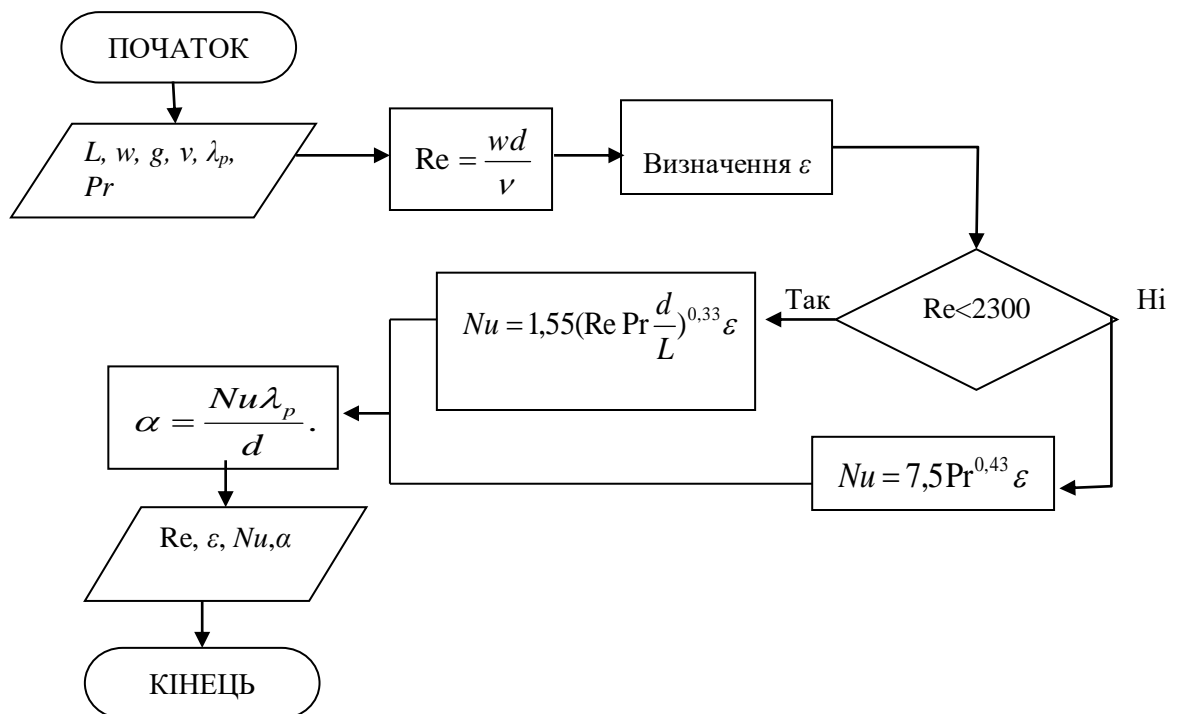 ПОЧАТОК
L, w, g, ν, λₚ,
Pr
Re = wd/ν
Визначення ε
Re<2300
Так
Ні
Nu = 1,55(Re Pr d/L)^0,33 ε
Nu = 7,5Pr^0,43 ε
α = Nuλₚ/d.
Re, ε, Nu,α
КІНЕЦЬ